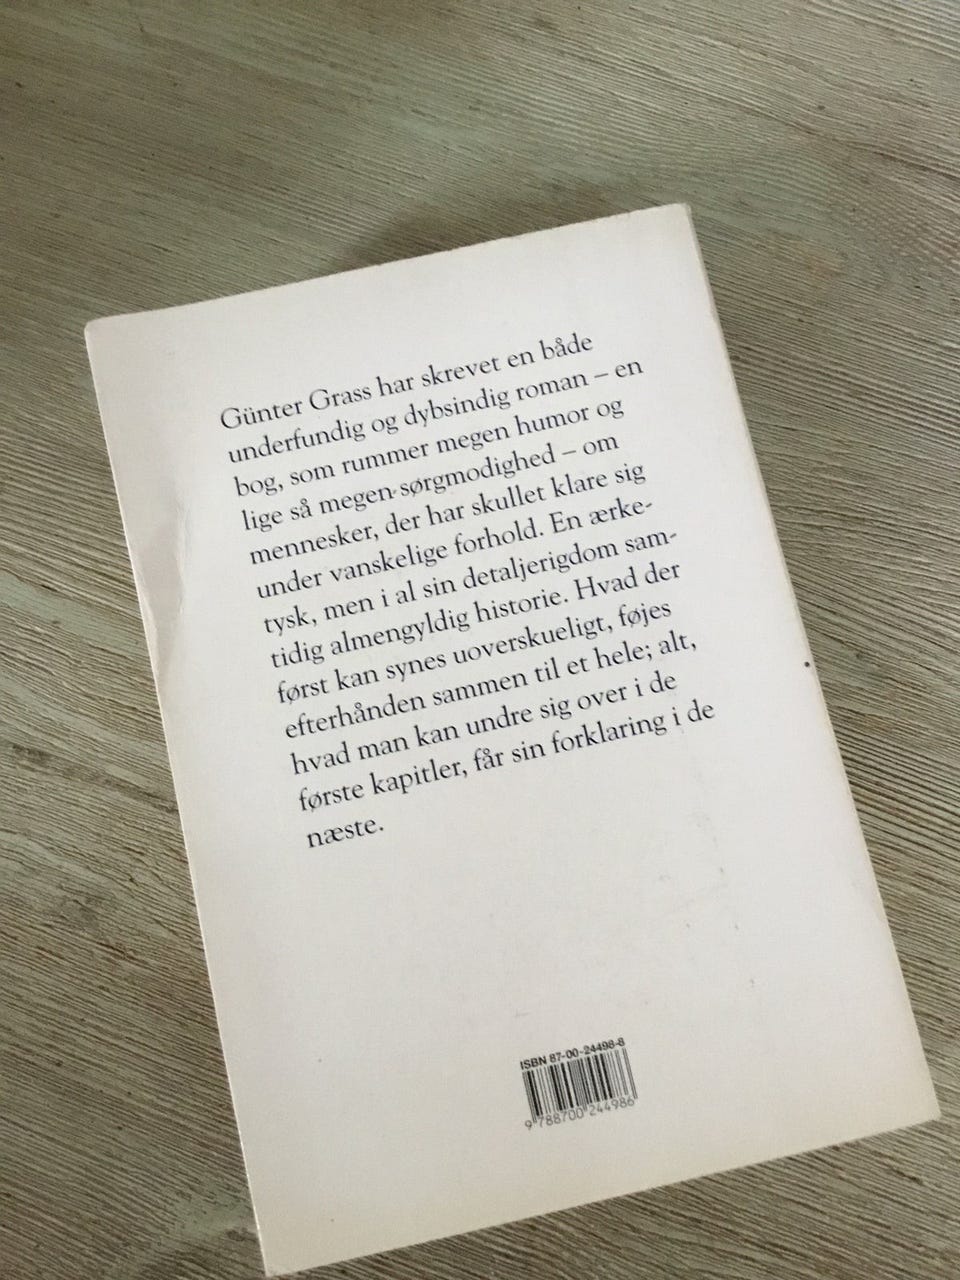 Günter Grass har skrevet en både
underfundig og dybsindig roman – en
bog, som rummer megen humor og
lige så megen sørgmodighed – om
mennesker, der har skullet klare sig
under vanskelige forhold. En ærke-
tysk, men i al sin detaljerigdom sam-
tidig almengyldig historie. Hvad der
først kan synes uoverskueligt, føjes
efterhånden sammen til et hele; alt,
hvad man kan undre sig over i de
første kapitler, får sin forklaring i de
næste.
ISBN 87-00-24498-8
9 788700 244986